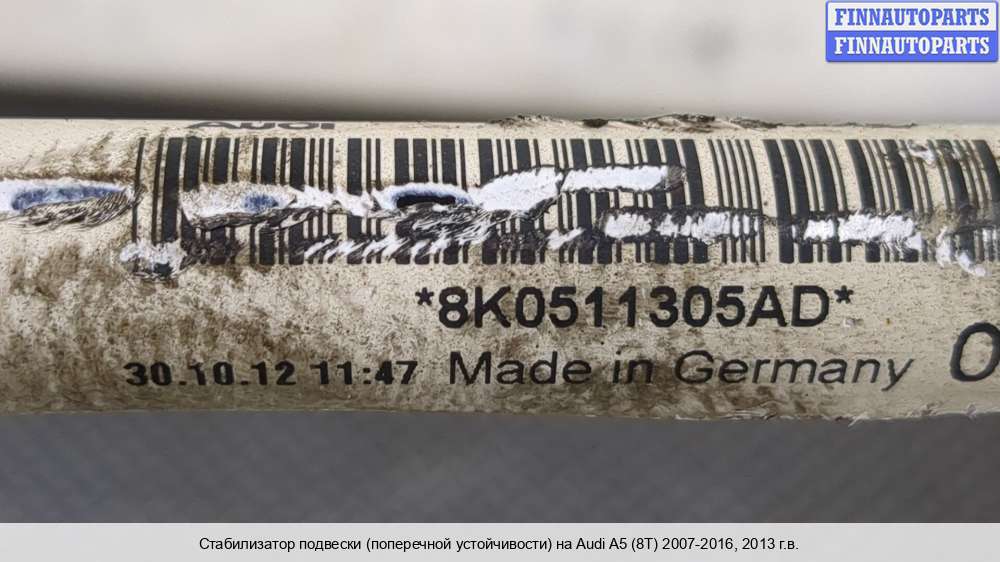 FINNAUTOPARTS
FINNAUTOPARTS
Audi
*8K0511305AD*
30.10.12 11:47 Made in Germany 0
Стабилизатор подвески (поперечной устойчивости) на Audi A5 (8T) 2007-2016, 2013 г.в.